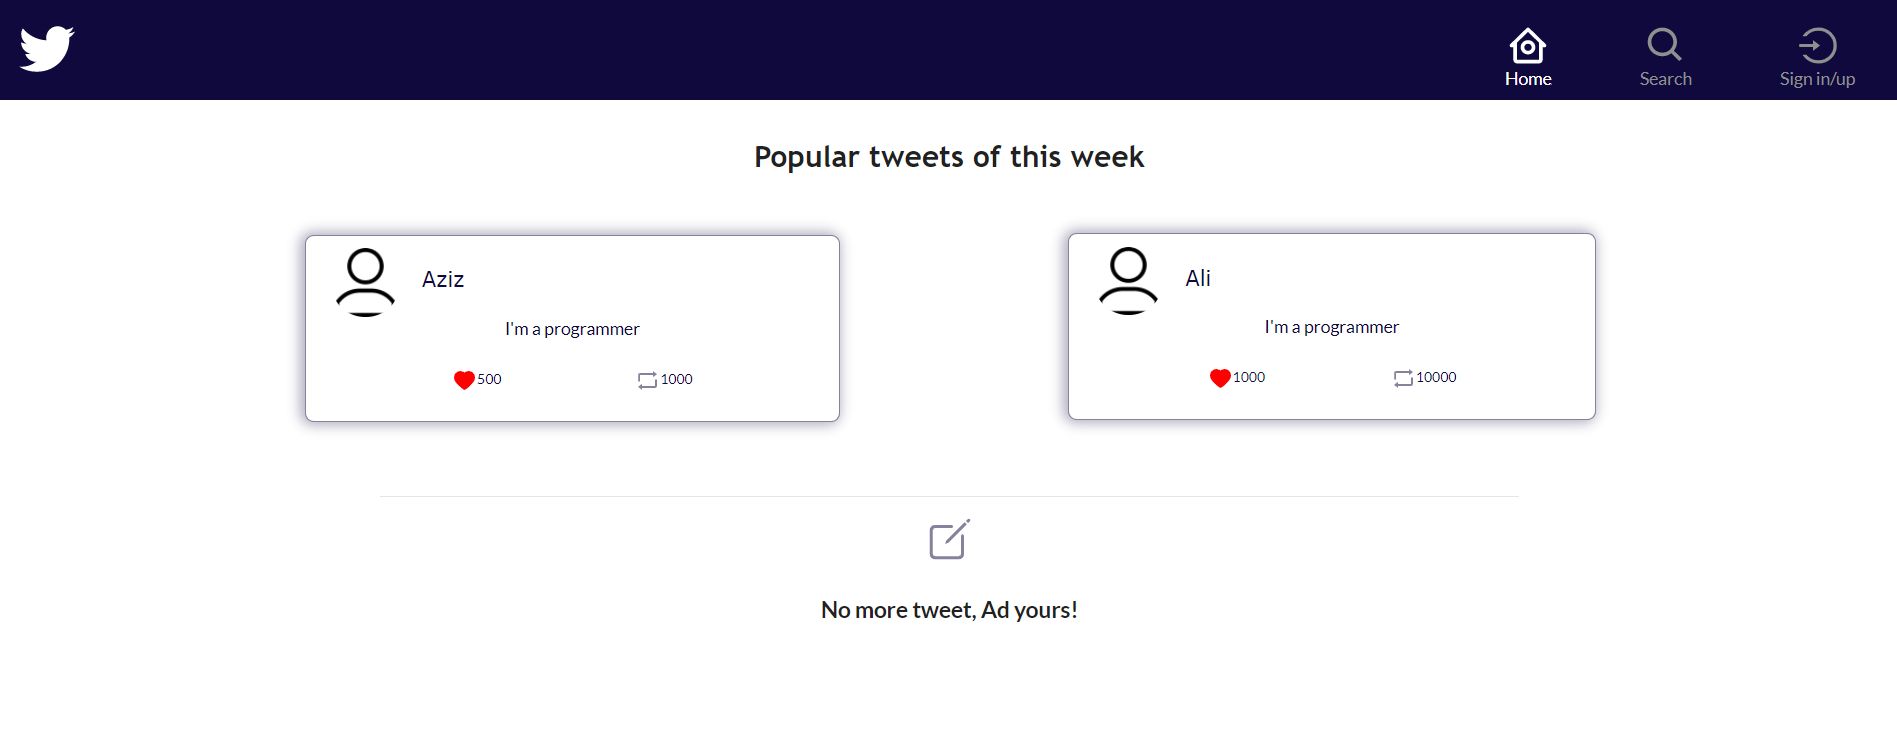 Home
Search
Sign in/up
Popular tweets of this week
Aziz
I'm a programmer
500
1000
Ali
I'm a programmer
1000
10000
No more tweet, Ad yours!